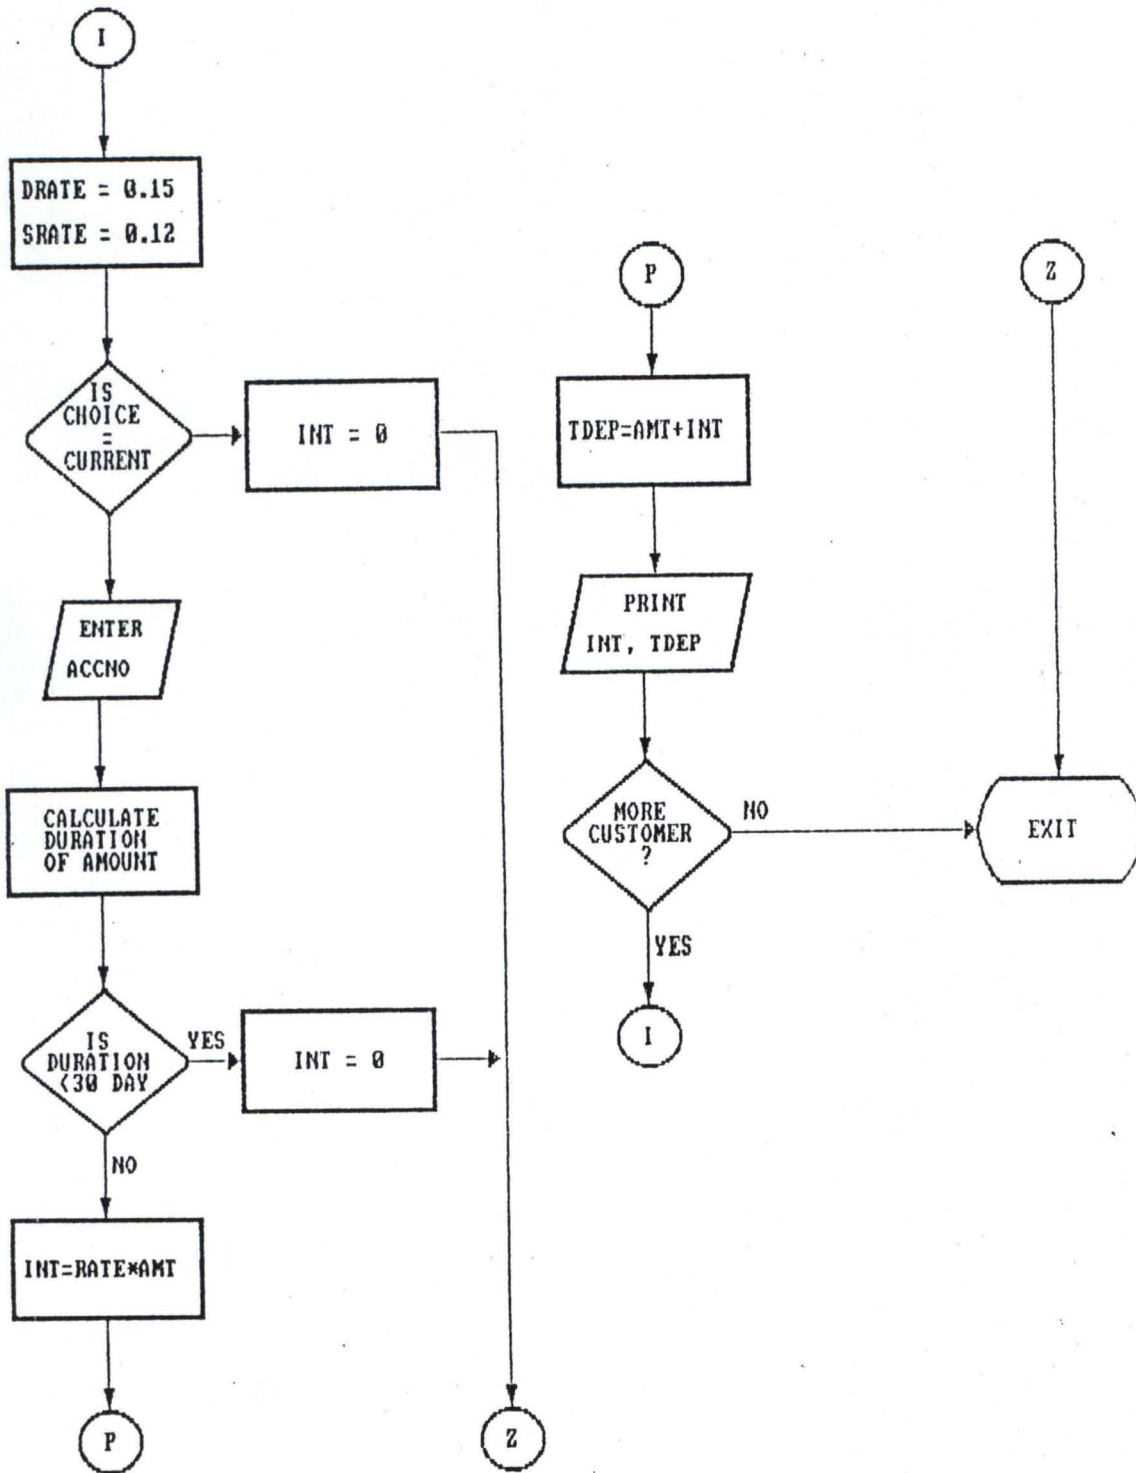 I
DRATE = 0.15
SRATE = 0.12
IS
CHOICE
=
CURRENT
INT = 0
ENTER
ACCNO
CALCULATE
DURATION
OF AMOUNT
IS
DURATION
<30 DAY
YES
INT = 0
NO
INT=RATE*AMT
P
Z
P
TDEP=AMT+INT
PRINT
INT, TDEP
MORE
CUSTOMER
?
NO
YES
I
Z
EXIT